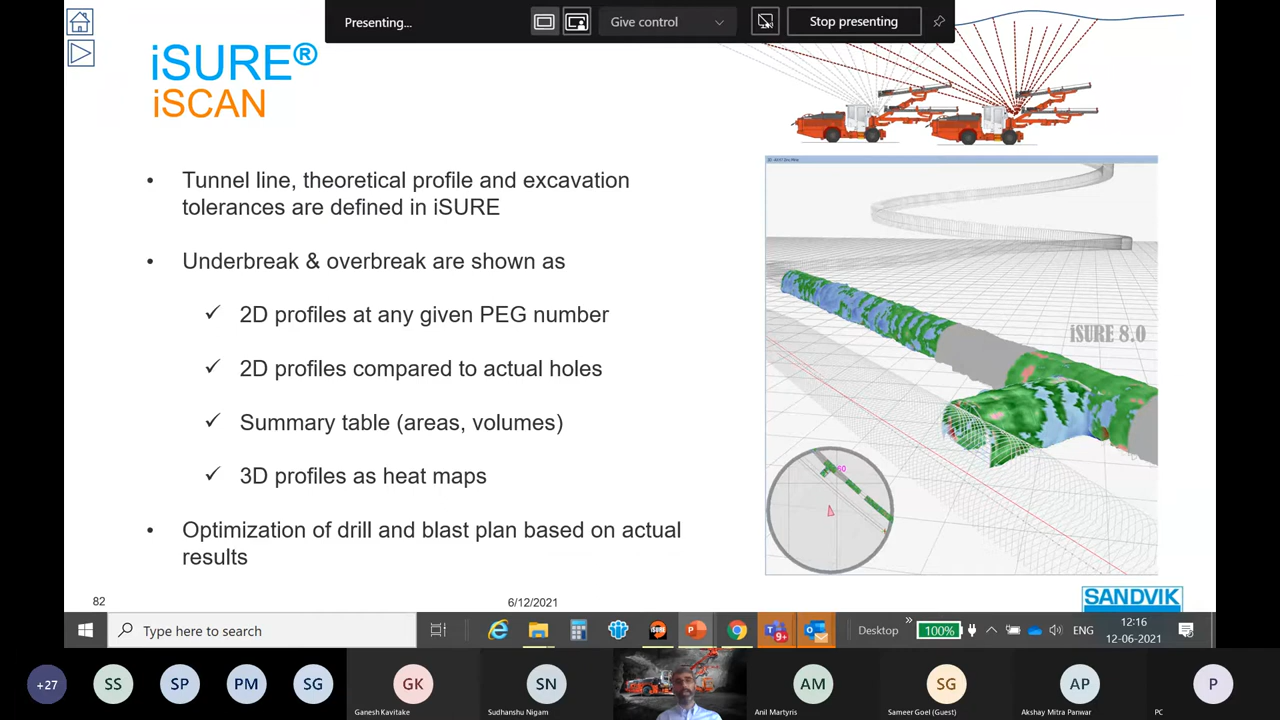 Presenting...
Give control
Stop presenting
iSURE®
iSCAN
• Tunnel line, theoretical profile and excavation
tolerances are defined in iSURE
• Underbreak & overbreak are shown as
✓ 2D profiles at any given PEG number
✓ 2D profiles compared to actual holes
✓ Summary table (areas, volumes)
✓ 3D profiles as heat maps
• Optimization of drill and blast plan based on actual
results
iSURE 8.0
60
82
6/12/2021
SANDVIK
Type here to search
iSURE
9+
Desktop
100%
ENG
12:16
12-06-2021
+27
SS
SP
PM
SG
GK
Ganesh Kavitake
SN
Sudhanshu Nigam
AM
Anil Martyris
SG
Sameer Goel (Guest)
AP
Akshay Mitra Panwar
P
PC